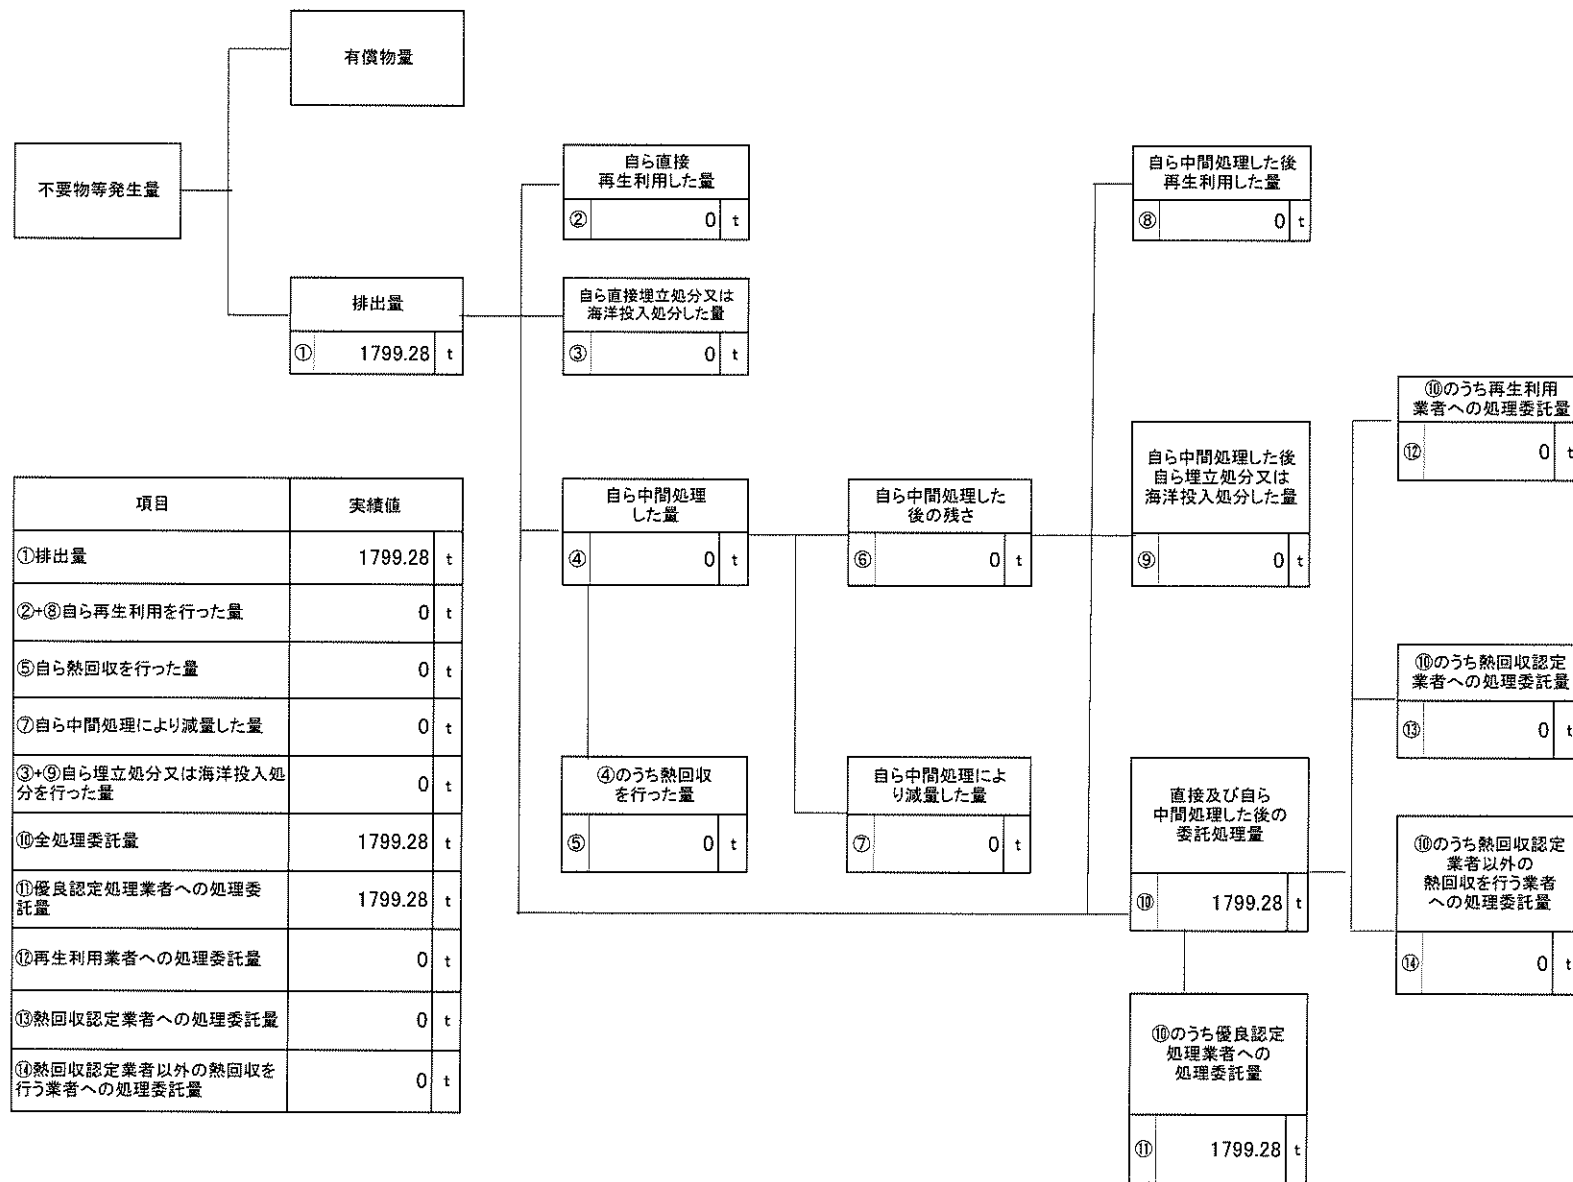 有償物量
不要物等発生量
排出量
① 1799.28 t
自ら直接
再生利用した量
② 0 t
自ら直接埋立処分又は
海洋投入処分した量
③ 0 t
自ら中間処理
した量
④ 0 t
④のうち熱回収
を行った量
⑤ 0 t
自ら中間処理した
後の残さ
⑥ 0 t
自ら中間処理によ
り減量した量
⑦ 0 t
自ら中間処理した後
再生利用した量
⑧ 0 t
自ら中間処理した後
自ら埋立処分又は
海洋投入処分した量
⑨ 0 t
直接及び自ら
中間処理した後の
委託処理量
⑩ 1799.28 t
⑩のうち優良認定
処理業者への
処理委託量
⑪ 1799.28 t
⑩のうち再生利用
業者への処理委託量
⑫ 0 t
⑩のうち熱回収認定
業者への処理委託量
⑬ 0 t
⑩のうち熱回収認定
業者以外の
熱回収を行う業者
への処理委託量
⑭ 0 t
項目 実績値
①排出量 1799.28 t
②+⑧自ら再生利用を行った量 0 t
⑤自ら熱回収を行った量 0 t
⑦自ら中間処理により減量した量 0 t
③+⑨自ら埋立処分又は海洋投入処
分を行った量 0 t
⑩全処理委託量 1799.28 t
⑪優良認定処理業者への処理委
託量 1799.28 t
⑫再生利用業者への処理委託量 0 t
⑬熱回収認定業者への処理委託量 0 t
⑭熱回収認定業者以外の熱回収を
行う業者への処理委託量 0 t